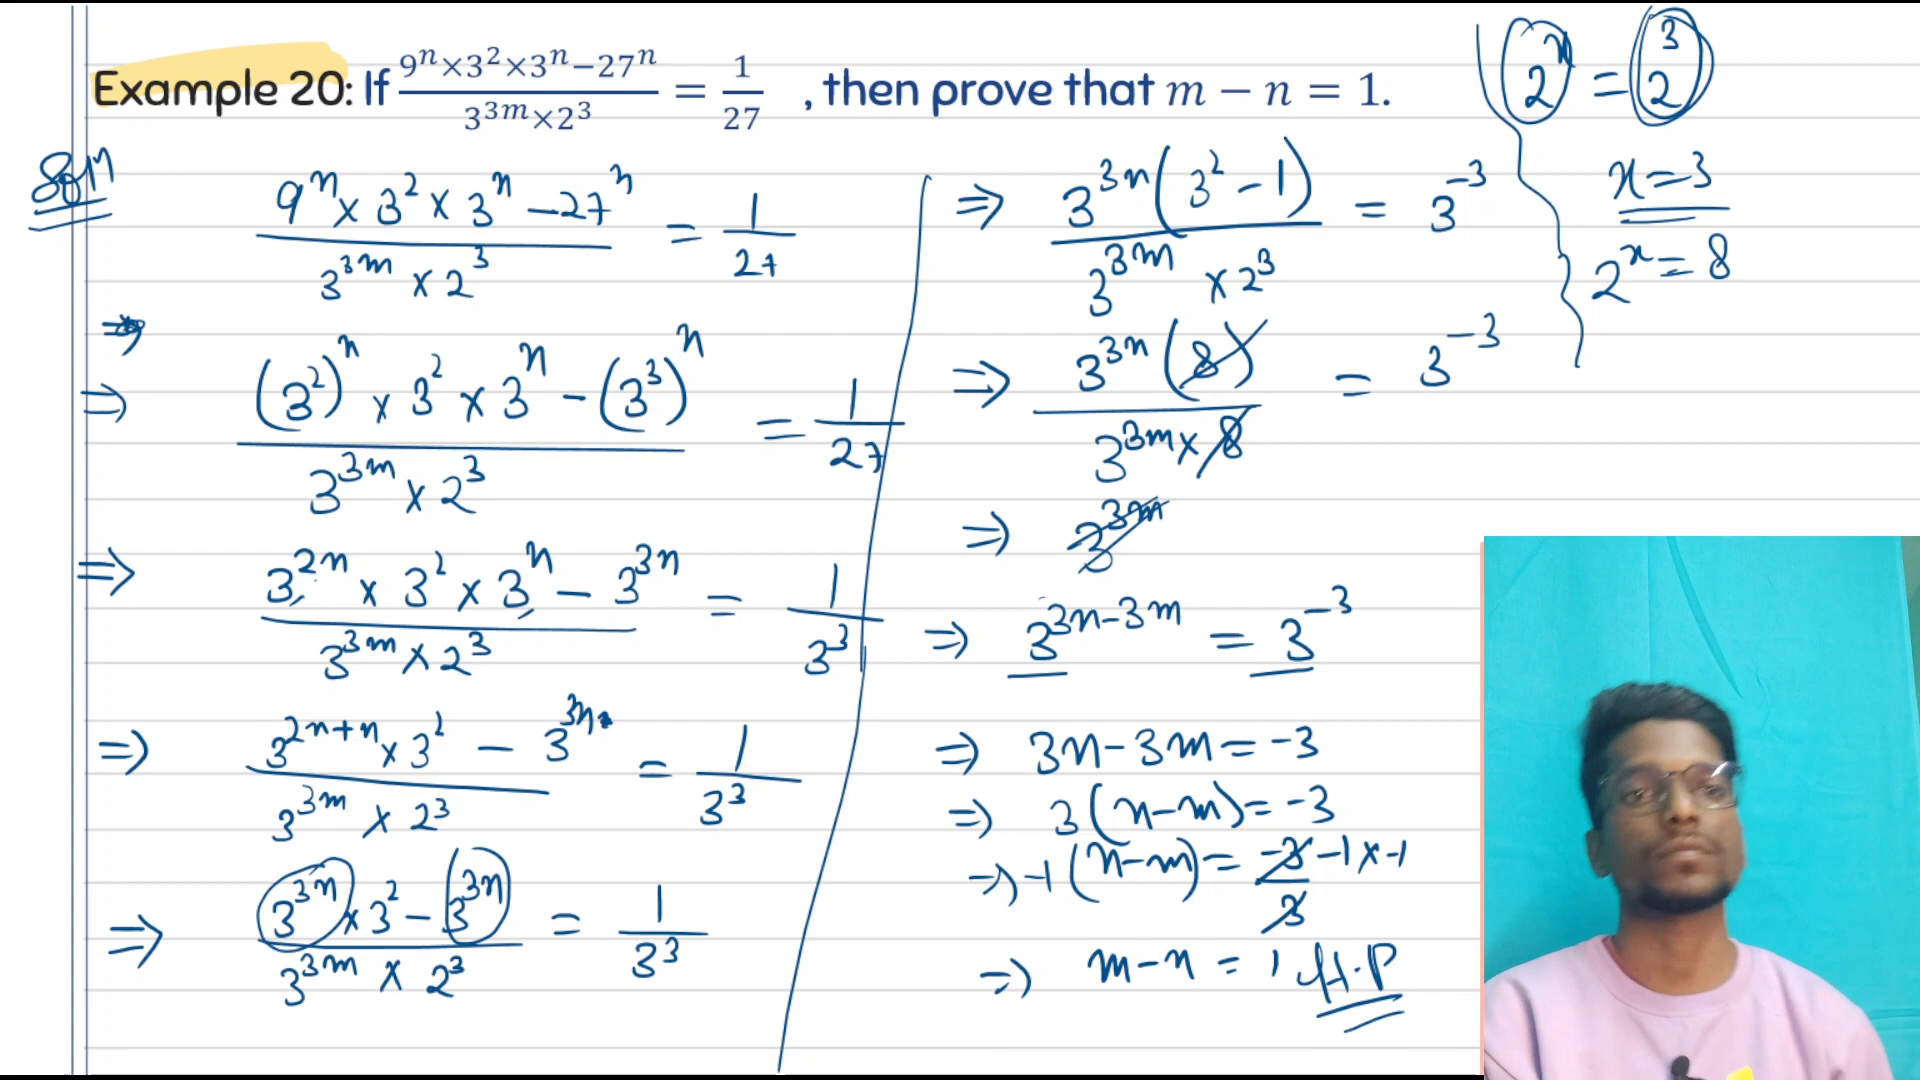 Example 20: If (9ⁿ×3²×3ⁿ−27ⁿ)/(3³ᵐ×2³) = 1/27 , then prove that m − n = 1.
Solⁿ
(9ⁿ × 3² × 3ⁿ − 27ⁿ)/(3³ᵐ × 2³) = 1/27
⇒
⇒ ((3²)ⁿ × 3² × 3ⁿ − (3³)ⁿ)/(3³ᵐ × 2³) = 1/27
⇒ (3²ⁿ × 3² × 3ⁿ − 3³ⁿ)/(3³ᵐ × 2³) = 1/3³
⇒ (3²ⁿ⁺ⁿ × 3² − 3³ⁿ)/(3³ᵐ × 2³) = 1/3³
⇒ (3³ⁿ × 3² − 3³ⁿ)/(3³ᵐ × 2³) = 1/3³
⇒ 3³ⁿ(3² − 1)/(3³ᵐ × 2³) = 3⁻³
⇒ 3³ⁿ(8)/(3³ᵐ × 8) = 3⁻³
⇒ 3³ᵐ
⇒ 3³ⁿ⁻³ᵐ = 3⁻³
⇒ 3n − 3m = −3
⇒ 3(n − m) = −3
⇒ −1(n − m) = −3/3 −1 × −1
⇒ m − n = 1 H.P
2ˣ = 2³
x = 3
2ˣ = 8